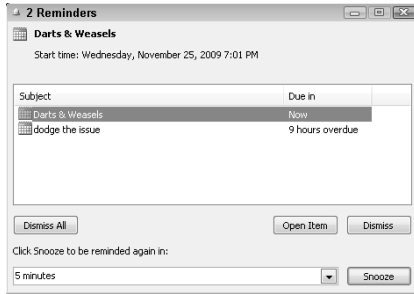 2 Reminders
Darts & Weasels
Start time: Wednesday, November 25, 2009 7:01 PM
Subject Due in
Darts & Weasels Now
dodge the issue 9 hours overdue
Dismiss All Open Item Dismiss
Click Snooze to be reminded again in:
5 minutes Snooze